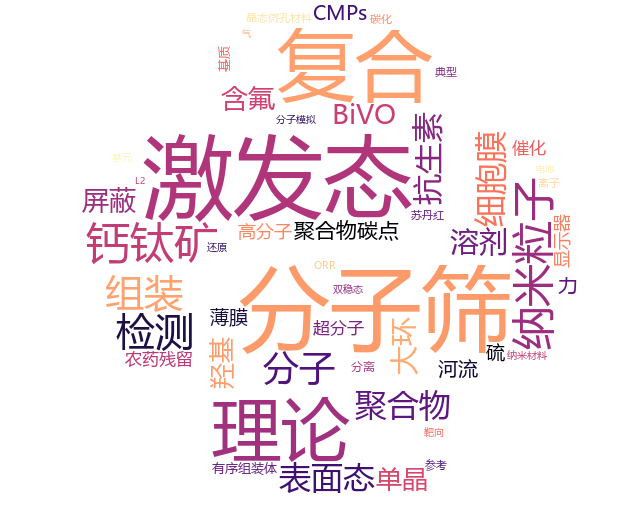 CMPs
晶态微孔材料
碳化
气
复合
基质
典型
含氟
BiVO
分子模拟
抗生素
激发态
细胞膜
催化
L2
离子
屏蔽
苏丹红
纳米粒子
钙钛矿
还原
高分子
聚合物碳点
溶剂
显示器
ORR
分子筛
组装
双稳态
力
检测
薄膜
超分子
大环
硫
纳米材料
农药残留
羟基
分子
分离
河流
理论
聚合物
靶向
有序组装体
表面态
单晶
参考